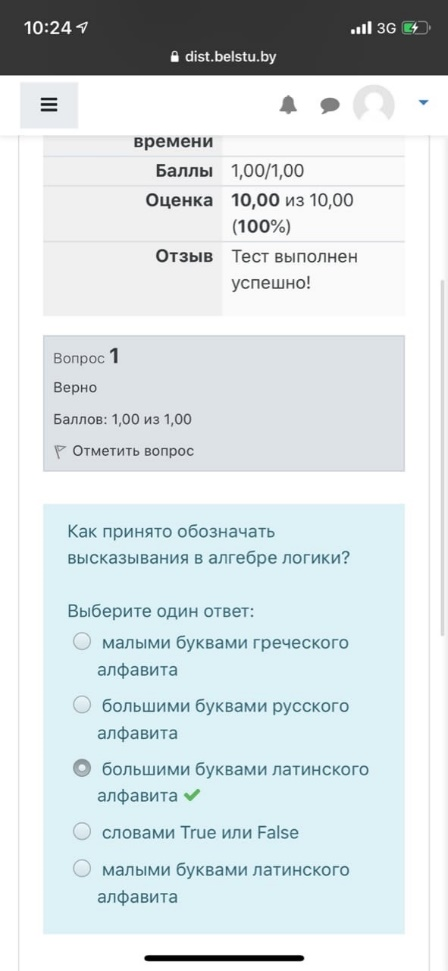 10:24
3G
dist.belstu.by
времени
Баллы 1,00/1,00
Оценка 10,00 из 10,00
(100%)
Отзыв Тест выполнен
успешно!
Вопрос 1
Верно
Баллов: 1,00 из 1,00
Отметить вопрос
Как принято обозначать
высказывания в алгебре логики?
Выберите один ответ:
малыми буквами греческого
алфавита
большими буквами русского
алфавита
большими буквами латинского
алфавита
словами True или False
малыми буквами латинского
алфавита